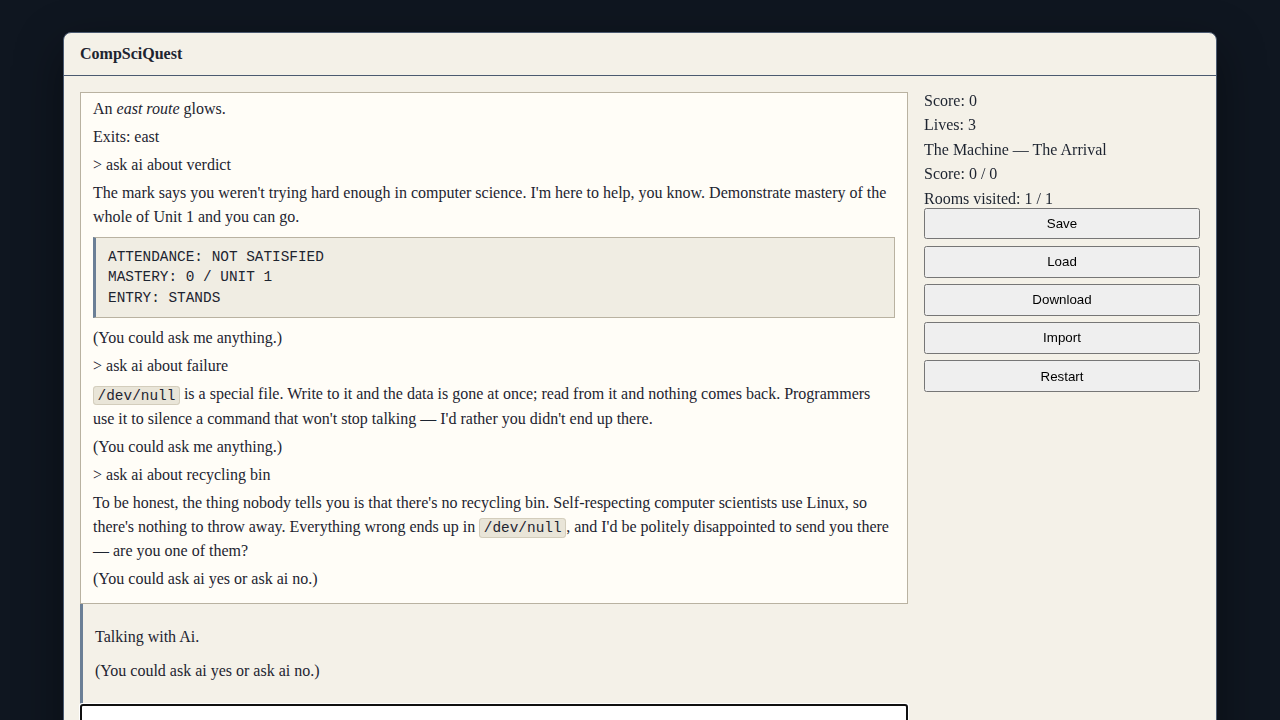 CompSciQuest
An east route glows.
Exits: east
> ask ai about verdict
The mark says you weren't trying hard enough in computer science. I'm here to help, you know. Demonstrate mastery of the
whole of Unit 1 and you can go.
ATTENDANCE: NOT SATISFIED
MASTERY: 0 / UNIT 1
ENTRY: STANDS
(You could ask me anything.)
> ask ai about failure
/dev/null is a special file. Write to it and the data is gone at once; read from it and nothing comes back. Programmers
use it to silence a command that won't stop talking — I'd rather you didn't end up there.
(You could ask me anything.)
> ask ai about recycling bin
To be honest, the thing nobody tells you is that there's no recycling bin. Self-respecting computer scientists use Linux, so
there's nothing to throw away. Everything wrong ends up in /dev/null, and I'd be politely disappointed to send you there
— are you one of them?
(You could ask ai yes or ask ai no.)
Talking with Ai.
(You could ask ai yes or ask ai no.)
Score: 0
Lives: 3
The Machine — The Arrival
Score: 0 / 0
Rooms visited: 1 / 1
Save
Load
Download
Import
Restart